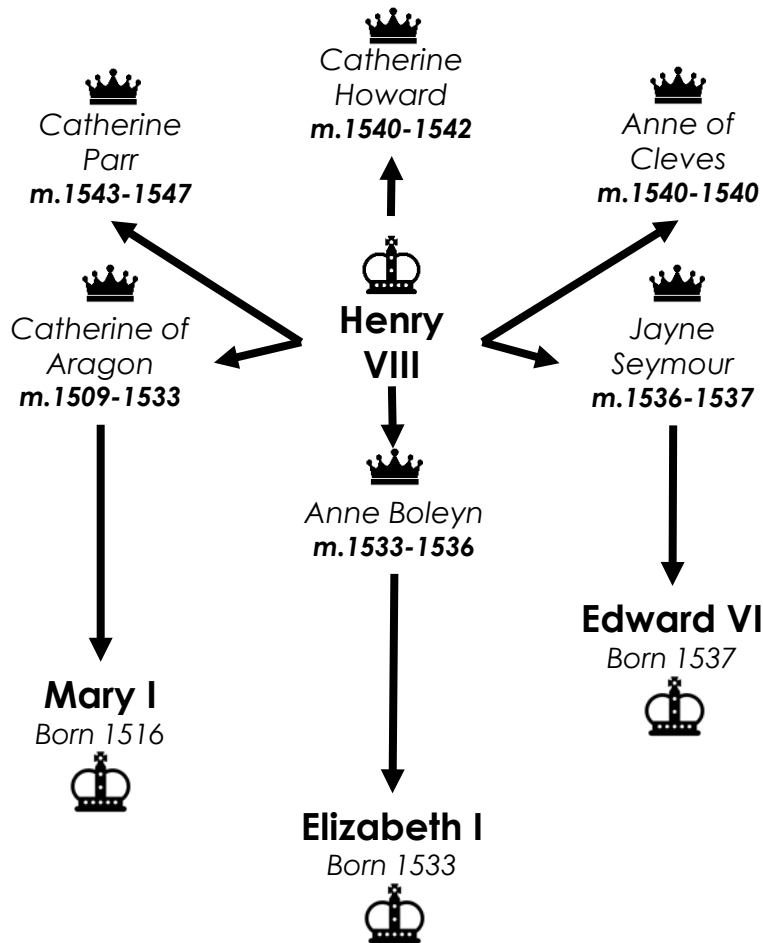 Catherine
Howard
m.1540-1542
Catherine
Parr
m.1543-1547
Anne of
Cleves
m.1540-1540
Henry
VIII
Catherine of
Aragon
m.1509-1533
Jayne
Seymour
m.1536-1537
Anne Boleyn
m.1533-1536
Edward VI
Born 1537
Mary I
Born 1516
Elizabeth I
Born 1533